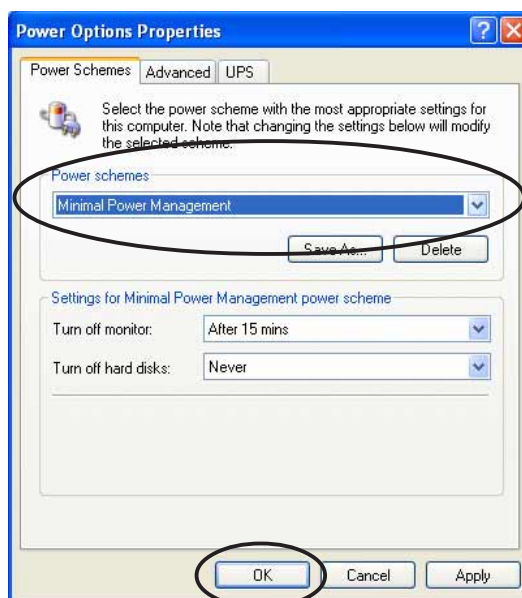 Power Options Properties
Power Schemes Advanced UPS
Select the power scheme with the most appropriate settings for
this computer. Note that changing the settings below will modify
the selected scheme.
Power schemes
Minimal Power Management
Save As... Delete
Settings for Minimal Power Management power scheme
Turn off monitor: After 15 mins
Turn off hard disks: Never
OK Cancel Apply